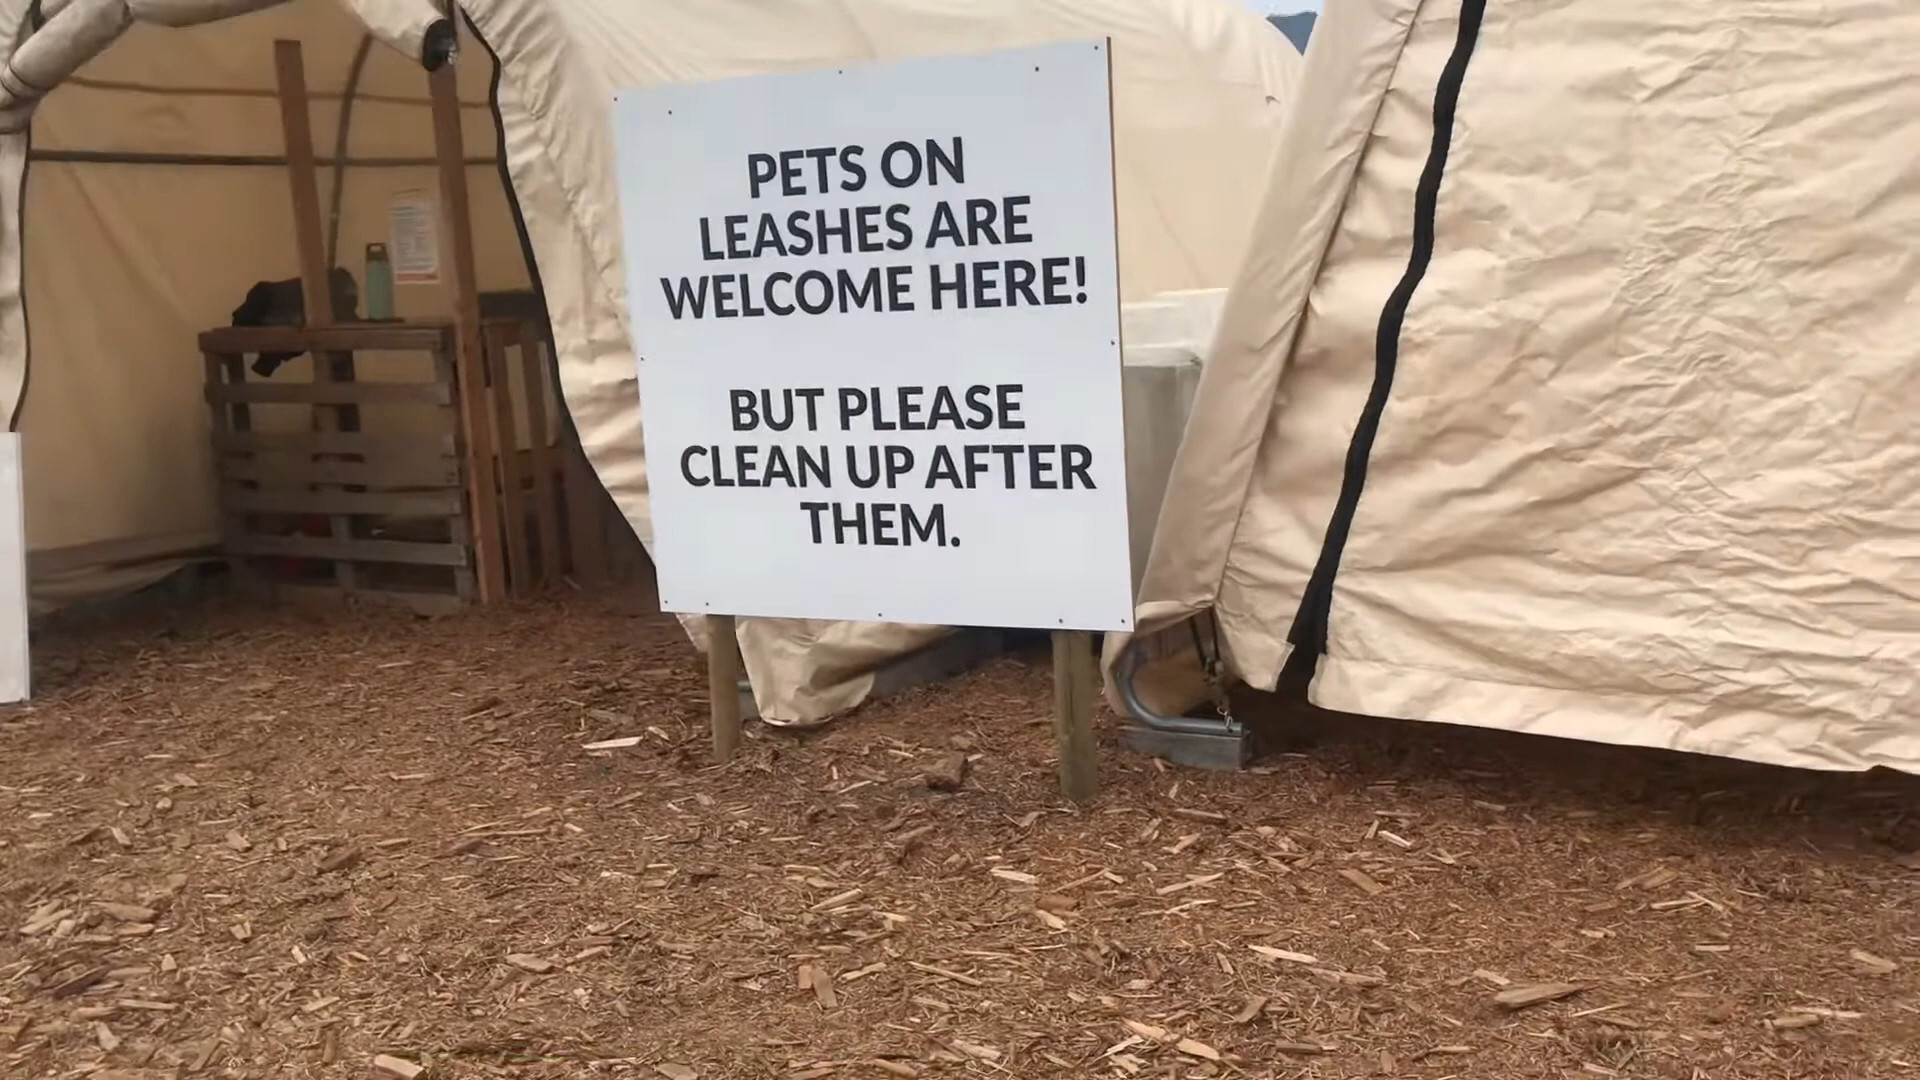 PETS ON
LEASHES ARE
WELCOME HERE!
BUT PLEASE
CLEAN UP AFTER
THEM.